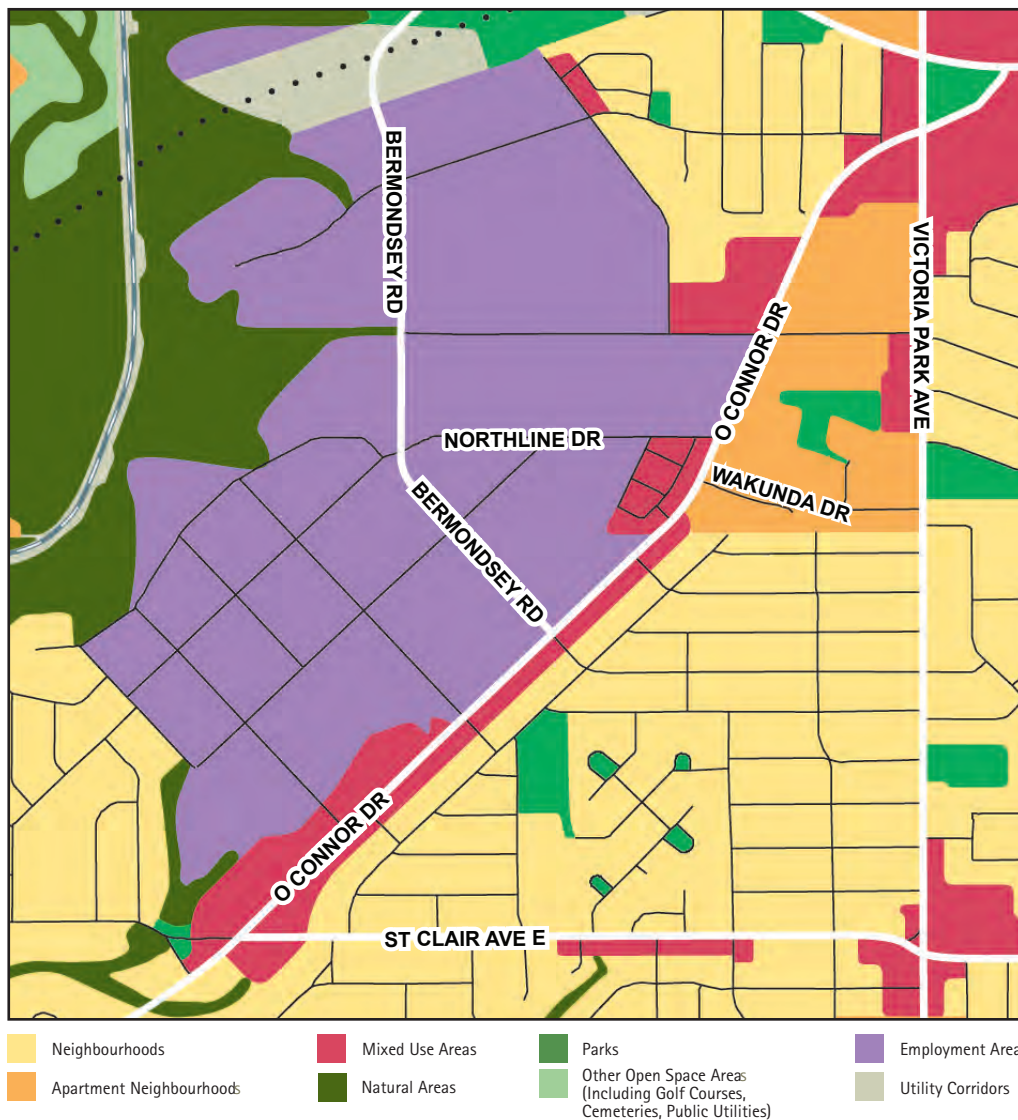 BERMONDSEY RD
VICTORIA PARK AVE
O CONNOR DR
NORTHLINE DR
WAKUNDA DR
BERMONDSEY RD
O CONNOR DR
ST CLAIR AVE E
Neighbourhoods
Mixed Use Areas
Parks
Employment Area
Apartment Neighbourhoods
Natural Areas
Other Open Space Areas
(Including Golf Courses,
Cemeteries, Public Utilities)
Utility Corridors